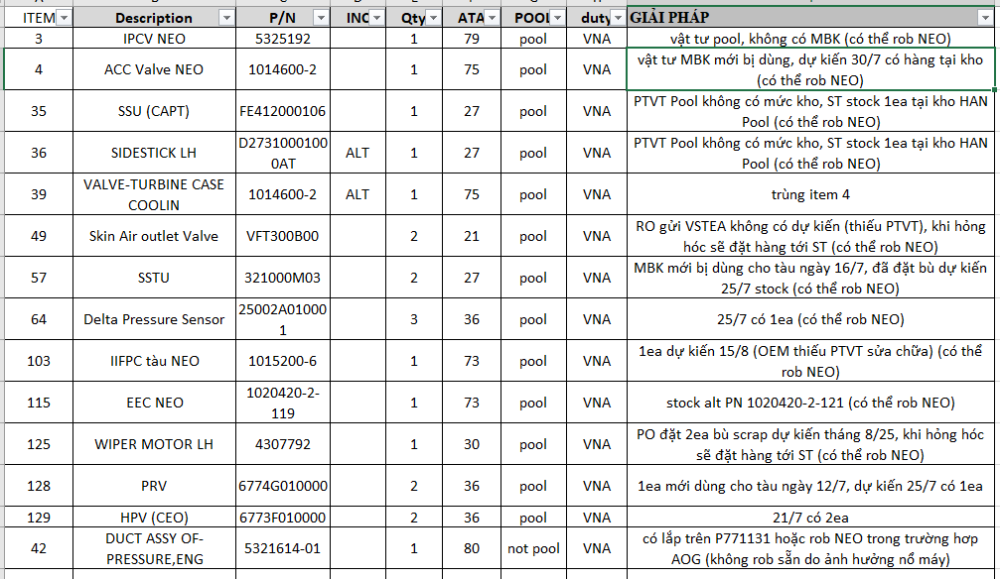 ITEM Description P/N INC Qty ATA POOL duty GIẢI PHÁP
3 IPCV NEO 5325192 1 79 pool VNA vật tư pool, không có MBK (có thể rob NEO)
4 ACC Valve NEO 1014600-2 1 75 pool VNA vật tư MBK mới bị dùng, dự kiến 30/7 có hàng tại kho
(có thể rob NEO)
35 SSU (CAPT) FE412000106 1 27 pool VNA PTVT Pool không có mức kho, ST stock 1ea tại kho HAN
Pool (có thể rob NEO)
36 SIDESTICK LH D2731000100 ALT 1 27 pool VNA PTVT Pool không có mức kho, ST stock 1ea tại kho HAN
0AT Pool (có thể rob NEO)
39 VALVE-TURBINE CASE 1014600-2 ALT 1 75 pool VNA trùng item 4
COOLIN
49 Skin Air outlet Valve VFT300B00 2 21 pool VNA RO gửi VSTEA không có dự kiến (thiếu PTVT), khi hỏng
hóc sẽ đặt hàng tới ST (có thể rob NEO)
57 SSTU 321000M03 2 27 pool VNA MBK mới bị dùng cho tàu ngày 16/7, đã đặt bù dự kiến
25/7 stock (có thể rob NEO)
64 Delta Pressure Sensor 25002A01000 3 36 pool VNA 25/7 có 1ea (có thể rob NEO)
1
103 IIFPC tàu NEO 1015200-6 1 73 pool VNA 1ea dự kiến 15/8 (OEM thiếu PTVT sửa chữa) (có thể
rob NEO)
115 EEC NEO 1020420-2- 1 73 pool VNA stock alt PN 1020420-2-121 (có thể rob NEO)
119
125 WIPER MOTOR LH 4307792 1 30 pool VNA PO đặt 2ea bù scrap dự kiến tháng 8/25, khi hỏng hóc
sẽ đặt hàng tới ST (có thể rob NEO)
128 PRV 6774G010000 2 36 pool VNA 1ea mới dùng cho tàu ngày 12/7, dự kiến 25/7 có 1ea
129 HPV (CEO) 6773F010000 2 36 pool VNA 21/7 có 2ea
42 DUCT ASSY OF- 5321614-01 1 80 not pool VNA có lắp trên P771131 hoặc rob NEO trong trường hơp
PRESSURE,ENG AOG (không rob sẵn do ảnh hưởng nổ máy)